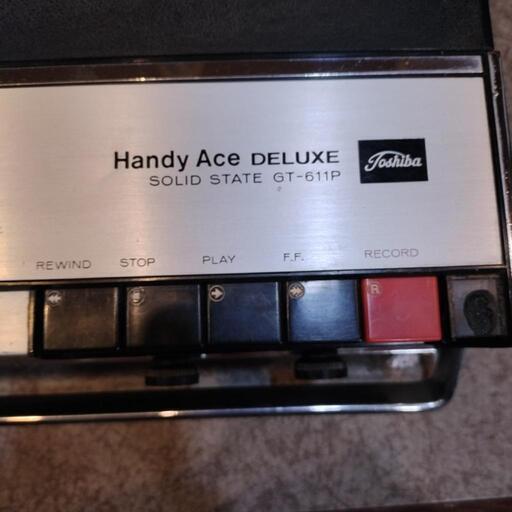 Handy Ace DELUXE Toshiba
SOLID STATE GT-611P
REWIND STOP PLAY F.F. RECORD
R